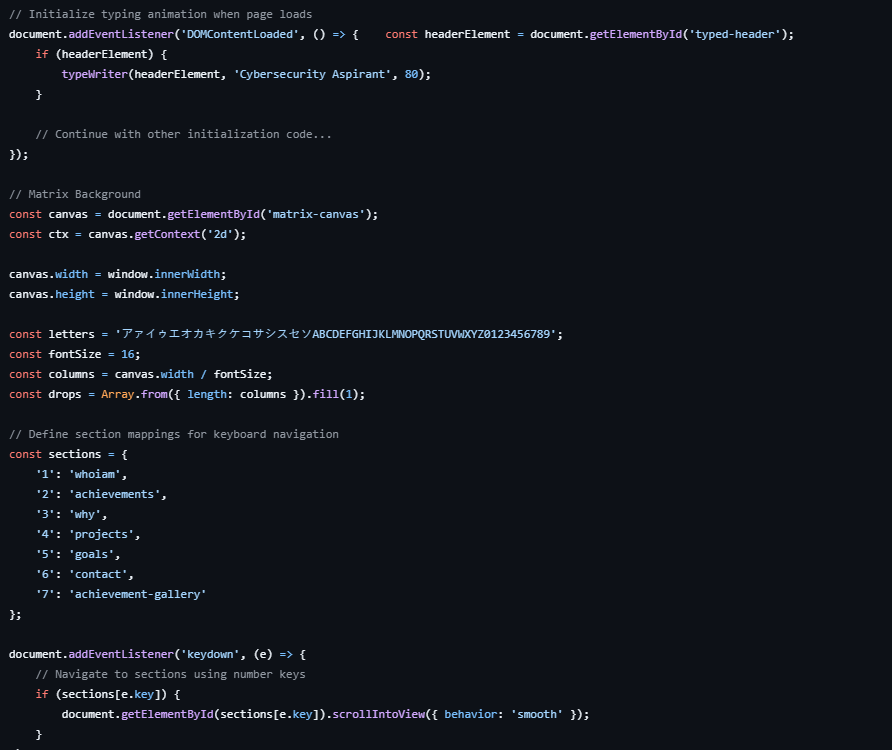 // Initialize typing animation when page loads
document.addEventListener('DOMContentLoaded', () => {    const headerElement = document.getElementById('typed-header');
    if (headerElement) {
        typeWriter(headerElement, 'Cybersecurity Aspirant', 80);
    }

    // Continue with other initialization code...
});

// Matrix Background
const canvas = document.getElementById('matrix-canvas');
const ctx = canvas.getContext('2d');

canvas.width = window.innerWidth;
canvas.height = window.innerHeight;

const letters = 'アァイゥエオカキクケコサシスセソABCDEFGHIJKLMNOPQRSTUVWXYZ0123456789';
const fontSize = 16;
const columns = canvas.width / fontSize;
const drops = Array.from({ length: columns }).fill(1);

// Define section mappings for keyboard navigation
const sections = {
    '1': 'whoiam',
    '2': 'achievements',
    '3': 'why',
    '4': 'projects',
    '5': 'goals',
    '6': 'contact',
    '7': 'achievement-gallery'
};

document.addEventListener('keydown', (e) => {
    // Navigate to sections using number keys
    if (sections[e.key]) {
        document.getElementById(sections[e.key]).scrollIntoView({ behavior: 'smooth' });
    }